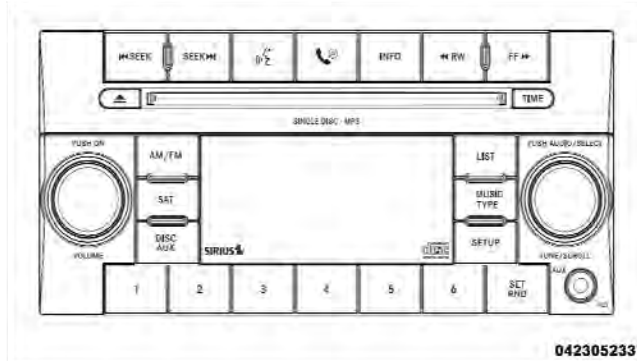 SEEK
SEEK
INFO
RW
FF
TIME
SINGLE DISC - MP3
PUSH ON
AM/FM
LIST
PUSH AUDIO/SELECT
SAT
MUSIC
TYPE
DISC
AUX
SIRIUS
SETUP
VOLUME
TUNE/SCROLL
1
2
3
4
5
6
SET
RND
AUX
042305233